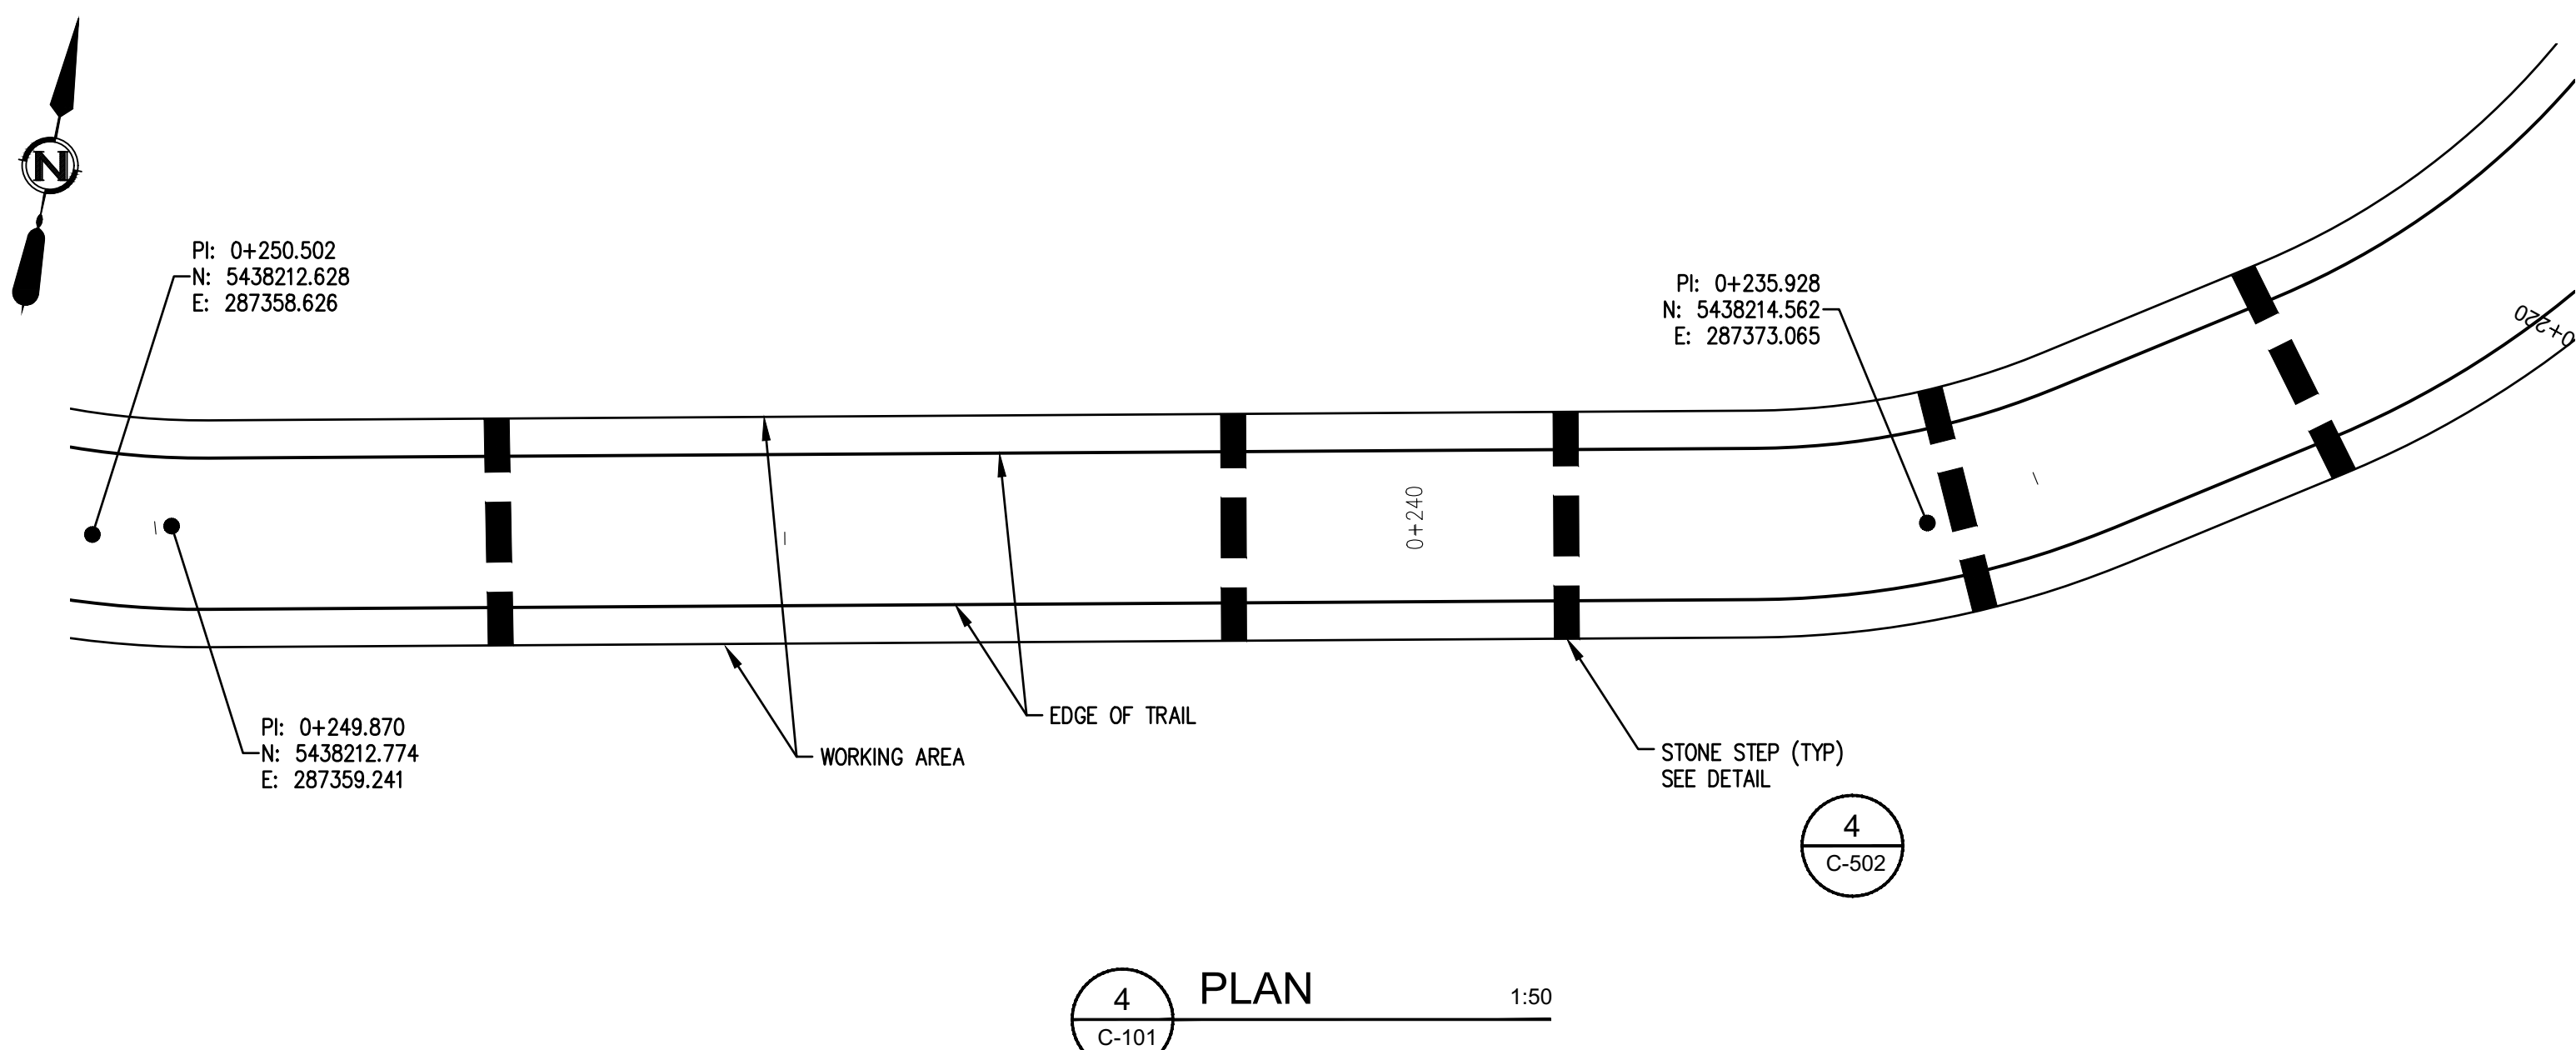 N
PI: 0+250.502
N: 5438212.628
E: 287358.626
PI: 0+235.928
N: 5438214.562
E: 287373.065
0+220
0+240
PI: 0+249.870
N: 5438212.774
E: 287359.241
EDGE OF TRAIL
WORKING AREA
STONE STEP (TYP)
SEE DETAIL
4
C-502
4
C-101
PLAN
1:50